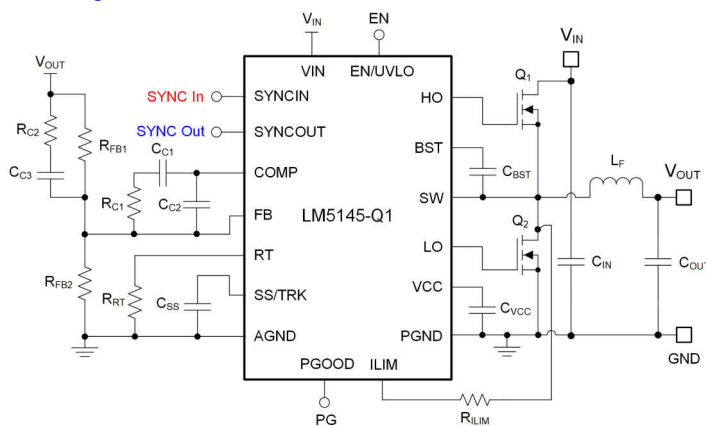 VIN
EN
VIN
VOUT
VIN
EN/UVLO
Q1
SYNC In
SYNCIN
HO
RC2
RFB1
SYNC Out
SYNCOUT
BST
CC1
LF
VOUT
CC3
COMP
CBST
RC1
CC2
SW
FB
LM5145-Q1
Q2
LO
RT
CIN
COUT
RFB2
RRT
CSS
SS/TRK
VCC
CVCC
AGND
PGND
GND
PGOOD
ILIM
PG
RILIM